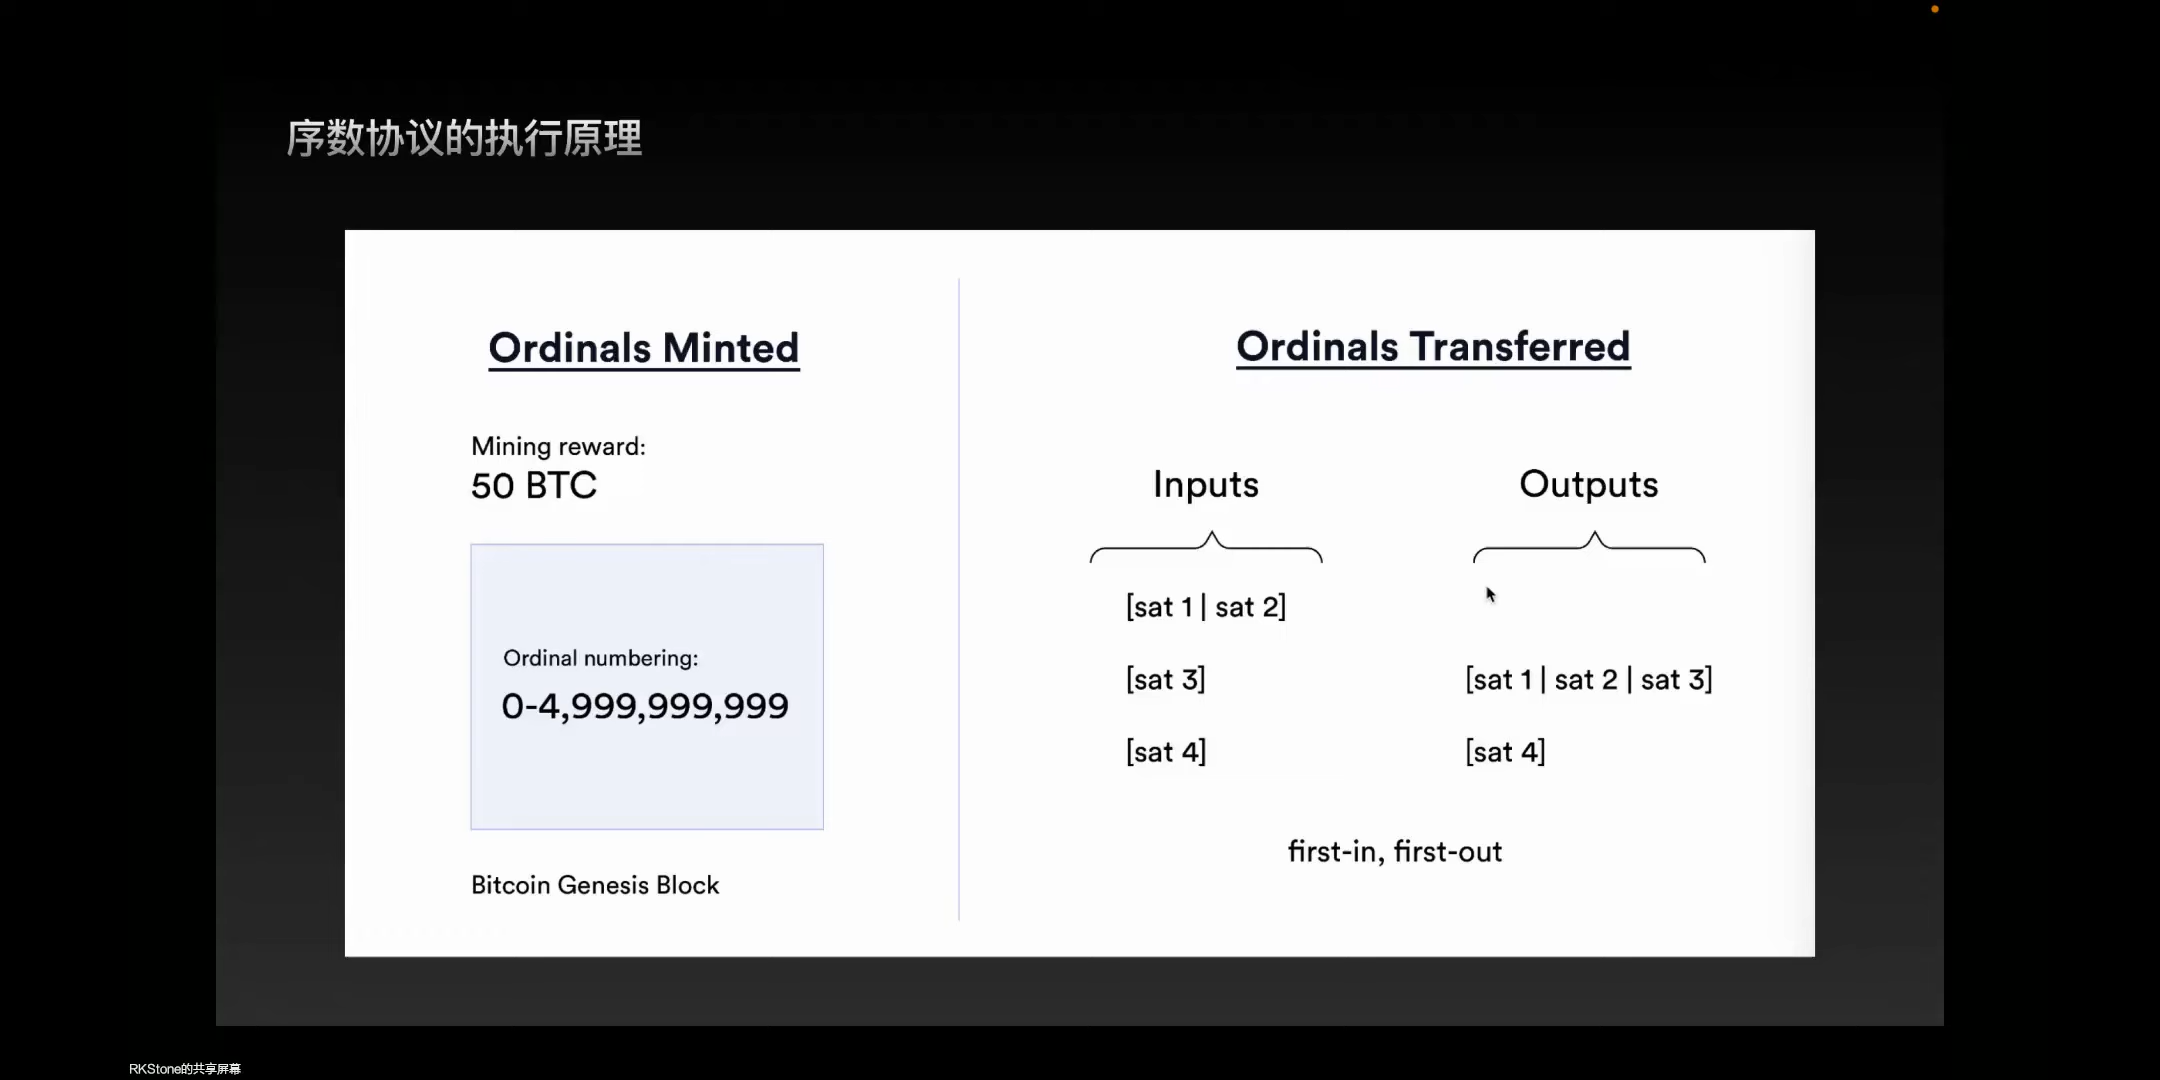 序数协议的执行原理
Ordinals Minted
Mining reward:
50 BTC
Ordinal numbering:
0-4,999,999,999
Bitcoin Genesis Block
Ordinals Transferred
Inputs
Outputs
[sat 1 | sat 2]
[sat 3]
[sat 1 | sat 2 | sat 3]
[sat 4]
[sat 4]
first-in, first-out
RKStone的共享屏幕